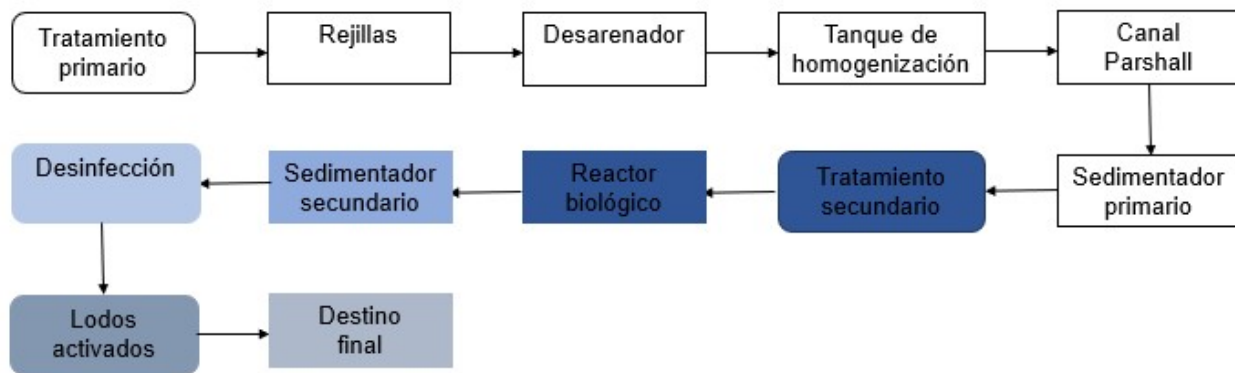 Tratamiento
primario
Rejillas
Desarenador
Tanque de
homogenización
Canal
Parshall
Sedimentador
primario
Tratamiento
secundario
Reactor
biológico
Sedimentador
secundario
Desinfección
Lodos
activados
Destino
final